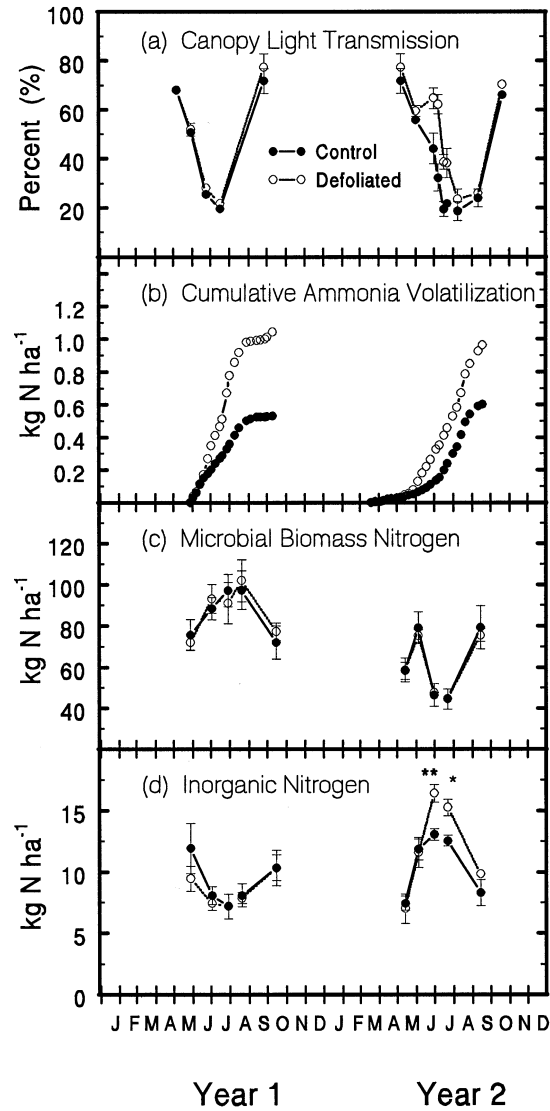 100
(a) Canopy Light Transmission
80
60
40
20
Percent (%)
Control
Defoliated
(b) Cumulative Ammonia Volatilization
1.2
1.0
0.8
0.6
0.4
0.2
kg N ha-1
(c) Microbial Biomass Nitrogen
120
100
80
60
40
kg N ha-1
(d) Inorganic Nitrogen
** *
15
10
5
0
kg N ha-1
J F M A M J J A S O N D J F M A M J J A S O N D
Year 1 Year 2